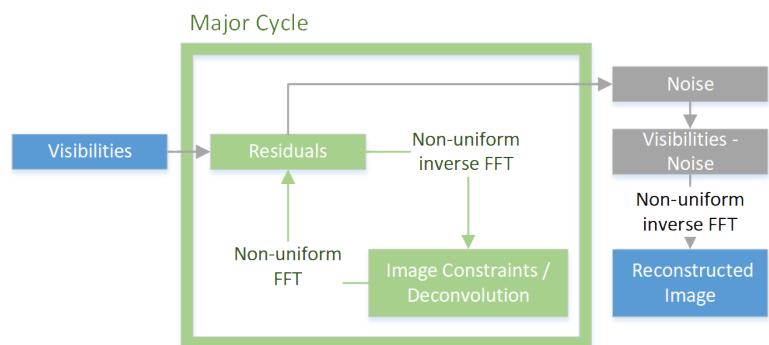 Major Cycle
Visibilities
Residuals
Non-uniform
inverse FFT
Non-uniform
FFT
Image Constraints /
Deconvolution
Noise
Visibilities -
Noise
Non-uniform
inverse FFT
Reconstructed
Image